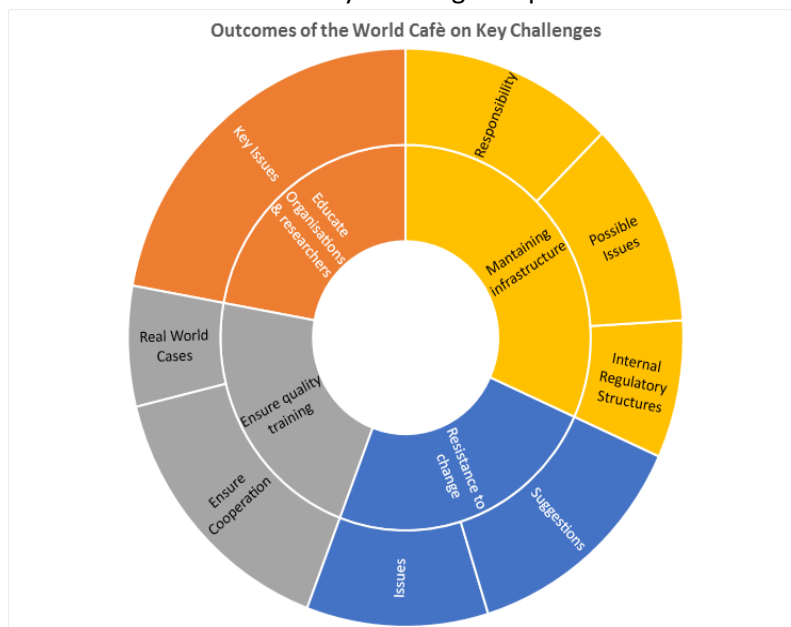 Outcomes of the World Cafè on Key Challenges
Responsibility
Possible
Issues
Internal
Regulatory
Structures
Mantaining
infrastructure
Suggestions
Issues
Resistance to
change
Ensure
Cooperation
Real World
Cases
Ensure quality
training
Key Issues
Educate
Organisations
& researchers